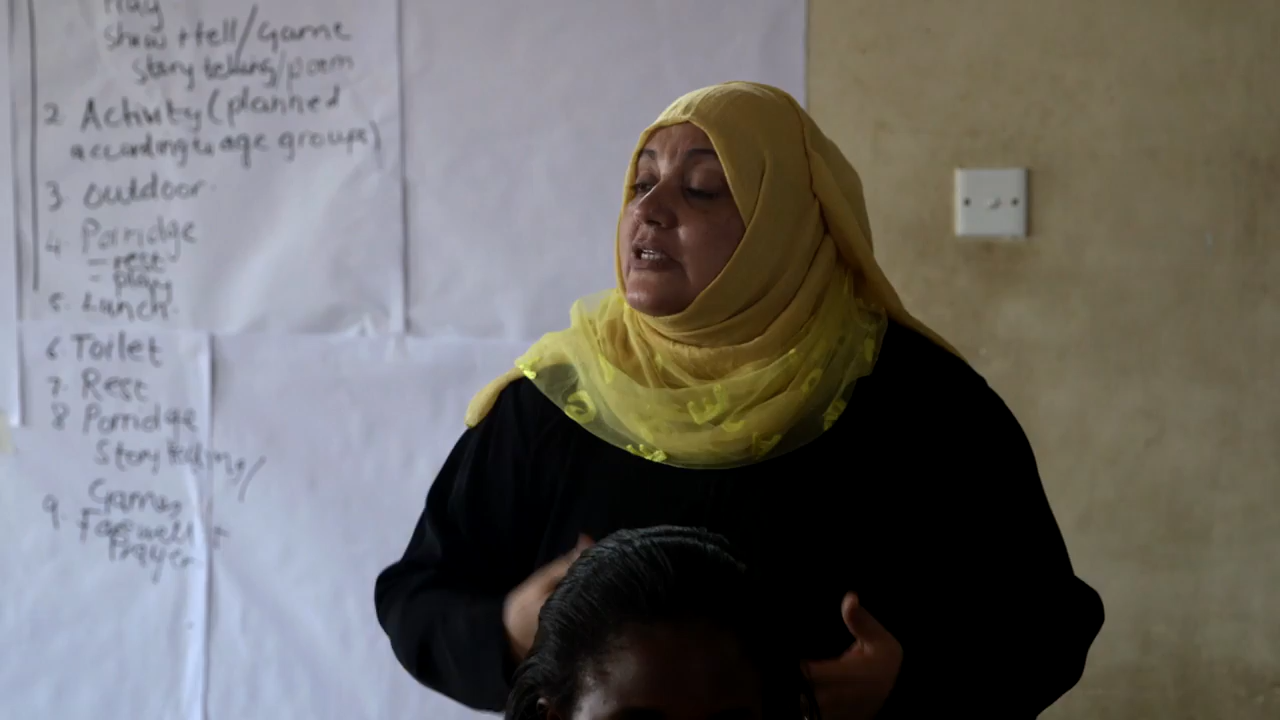 Play
Show + tell/Game
Story telling/poem
2 Activity (planned
according to age groups)
3 outdoor.
4. Porridge
- rest
- play
5. Lunch.
6 Toilet
7. Rest
8 Porridge
Story telling/
Games
9. Farewell +
Prayer